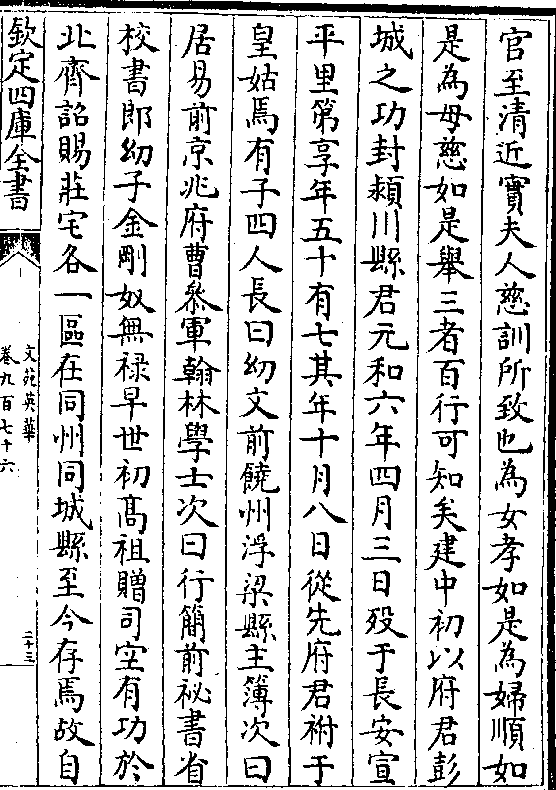 官至清近實夫人慈訓所致也為女孝如是為婦順如
是為母慈如是舉三者百行可知矣建中初以府君彭
城之功封潁川縣君元和六年四月三日歿于長安宣
平里第享年五十有七其年十月八日從先府君祔于
皇姑焉有子四人長曰幼文前饒州浮梁縣主簿次曰
居易前京兆府曹叅軍翰林學士次曰行簡前祕書省
校書郎幼子金剛奴無祿早世初髙祖贈司空有功於
北齊詔賜莊宅各一區在同州同城縣至今存焉故自
欽定四庫全書
文苑英華
卷九百七十六
二十三